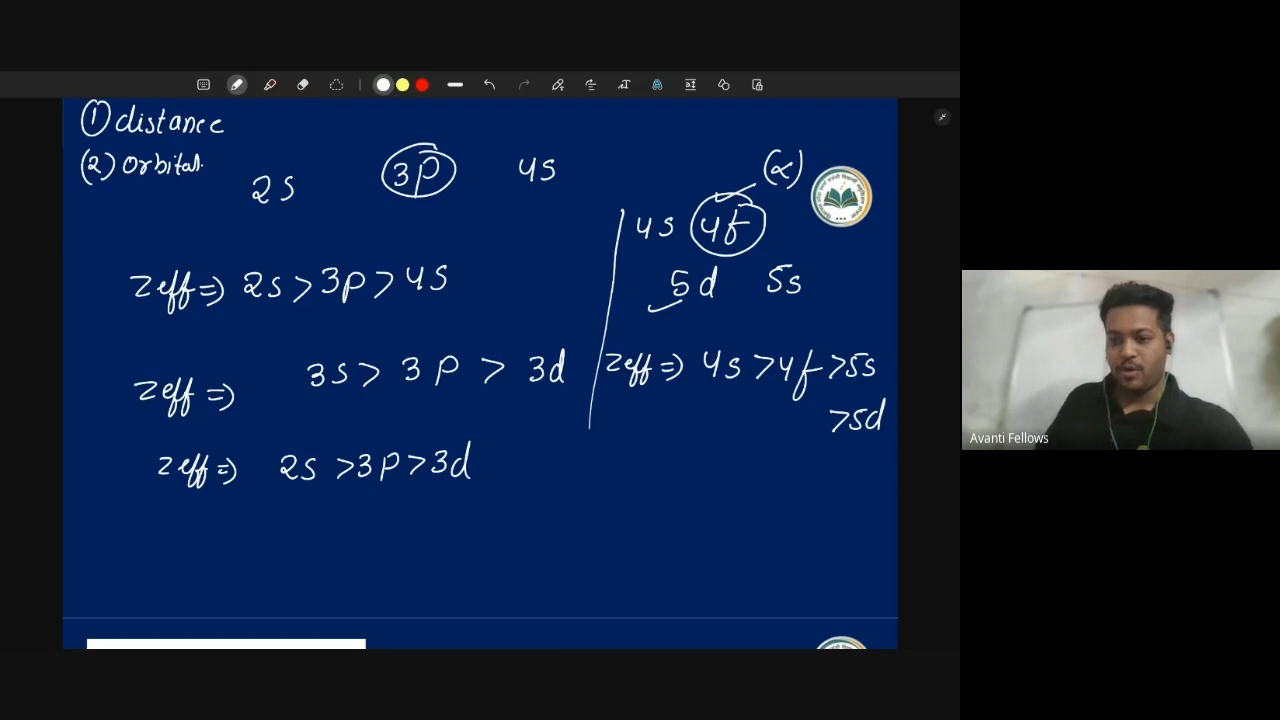 ① distance
(2) orbital.
2s 3p 4s
(α)
4s 4f
5d 5s
Zeff ⇒ 2s > 3p > 4s
Zeff ⇒ 3s > 3p > 3d
Zeff ⇒ 4s > 4f > 5s
> 5d
Zeff ⇒ 2s > 3p > 3d
Avanti Fellows